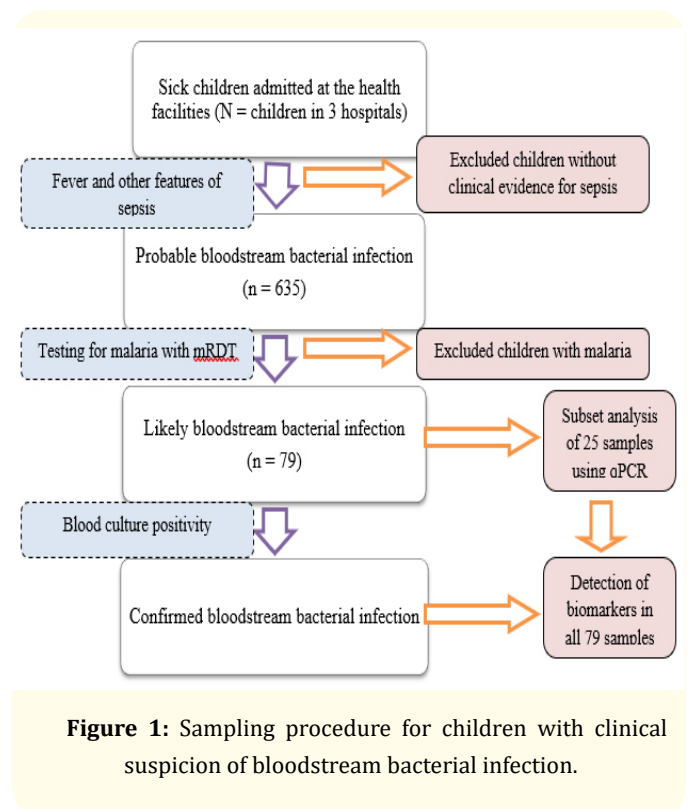 Sick children admitted at the health
facilities (N = children in 3 hospitals)
Fever and other features of
sepsis
Excluded children without
clinical evidence for sepsis
Probable bloodstream bacterial infection
(n = 635)
Testing for malaria with mRDT
Excluded children with malaria
Likely bloodstream bacterial infection
(n = 79)
Subset analysis
of 25 samples
using qPCR
Blood culture positivity
Confirmed bloodstream bacterial infection
Detection of
biomarkers in
all 79 samples
Figure 1: Sampling procedure for children with clinical
suspicion of bloodstream bacterial infection.